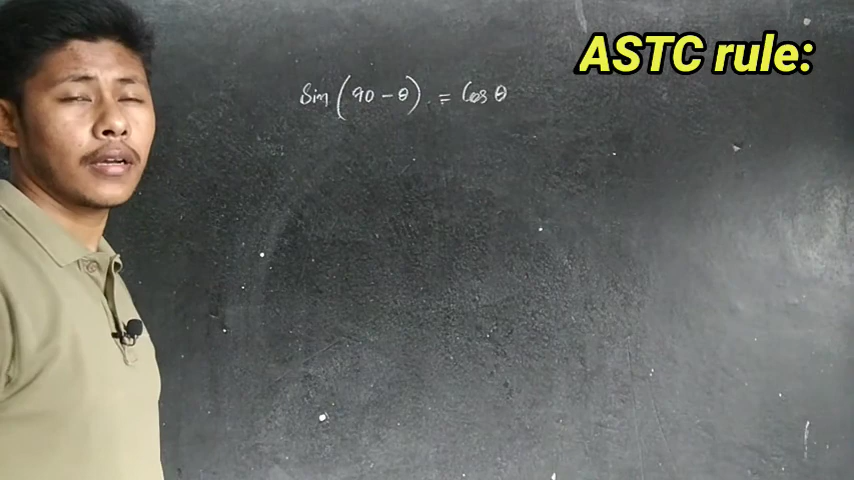 ASTC rule:
Sin (90 - θ) = Cos θ